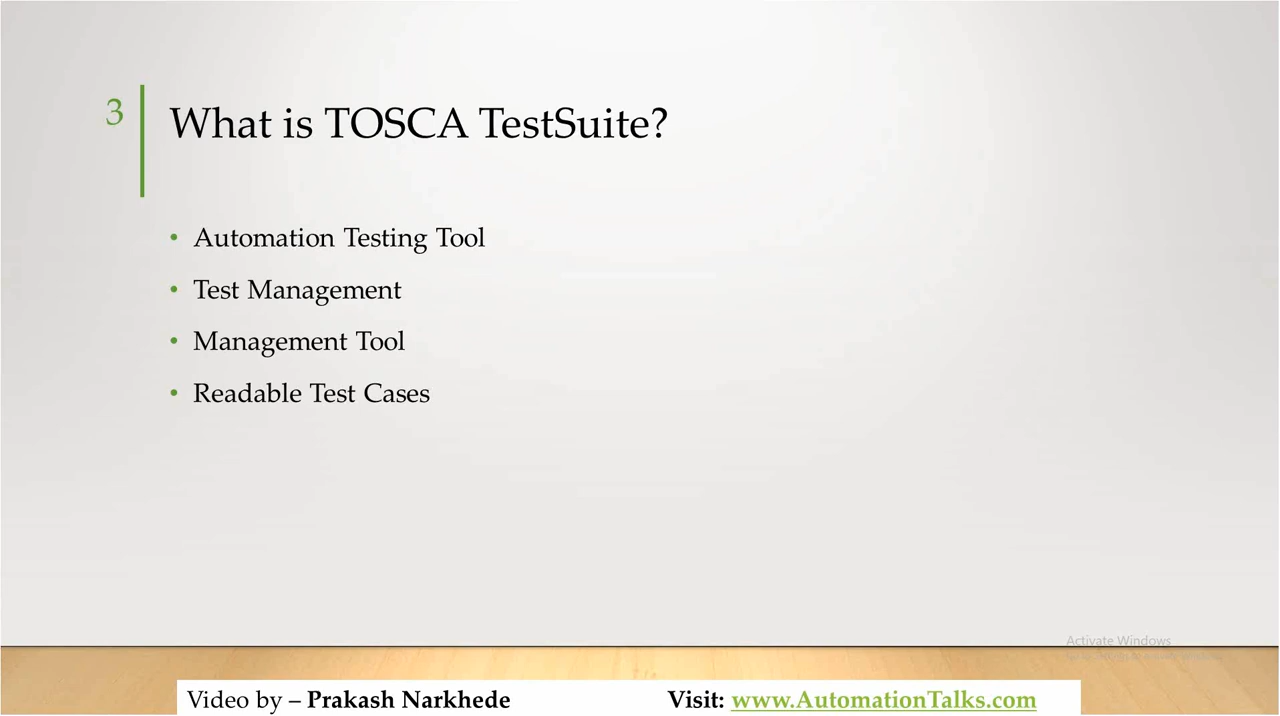 3
What is TOSCA TestSuite?
• Automation Testing Tool
• Test Management
• Management Tool
• Readable Test Cases
Activate Windows
Video by – Prakash Narkhede Visit: www.AutomationTalks.com